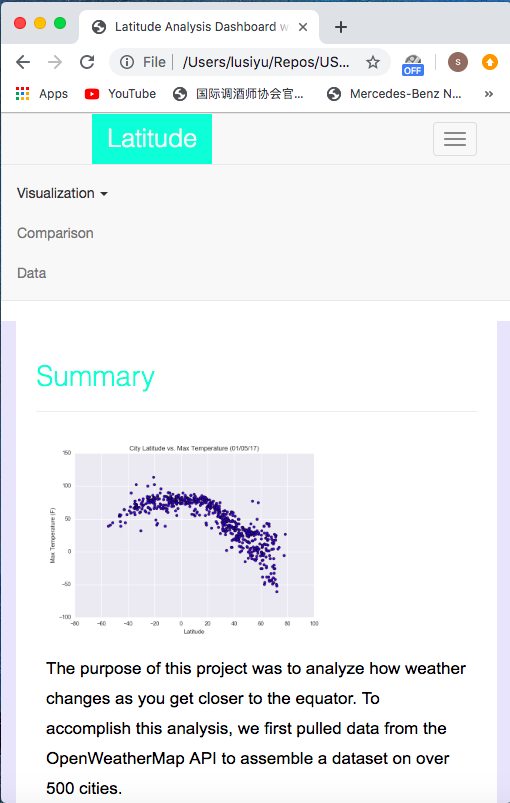 Latitude Analysis Dashboard w
File /Users/lusiyu/Repos/US...
OFF
s
Apps YouTube 国际调酒师协会官... Mercedes-Benz N... »
Latitude
Visualization
Comparison
Data
Summary
City Latitude vs. Max Temperature (01/05/17)
150
100
50
0
−50
−100
Max Temperature (F)
−80 −60 −40 −20 0 20 40 60 80 100
Latitude
The purpose of this project was to analyze how weather
changes as you get closer to the equator. To
accomplish this analysis, we first pulled data from the
OpenWeatherMap API to assemble a dataset on over
500 cities.